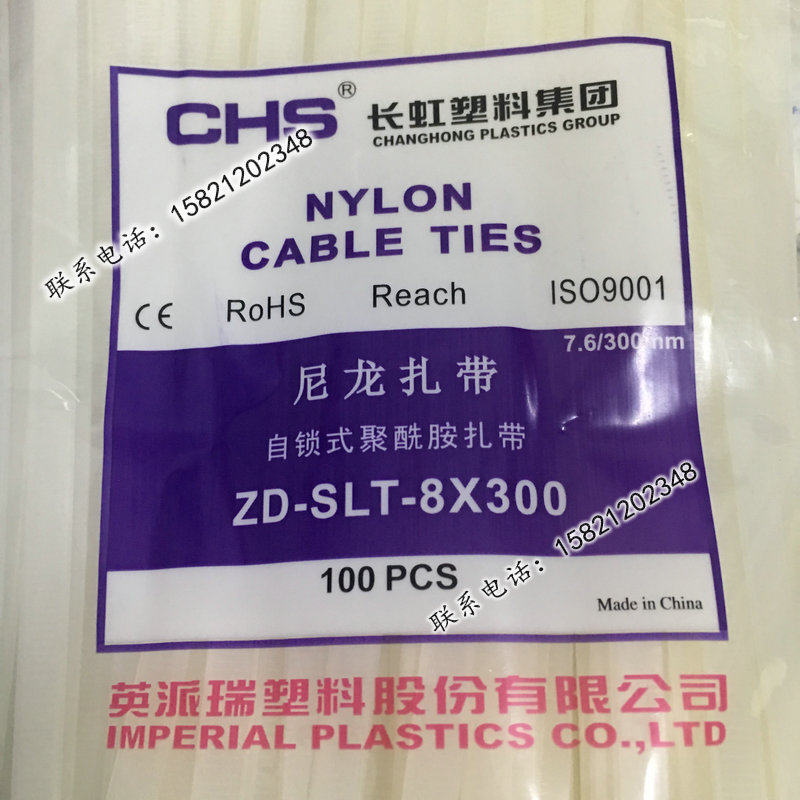 CHS® 长虹塑料集团
CHANGHONG PLASTICS GROUP
联系电话：15821202348
NYLON
CABLE TIES
CE RoHS Reach ISO9001
7.6/300mm
尼龙扎带
自锁式聚酰胺扎带
ZD-SLT-8X300
联系电话：15821202348
100 PCS
Made in China
英派瑞塑料股份有限公司
IMPERIAL PLASTICS CO.,LTD